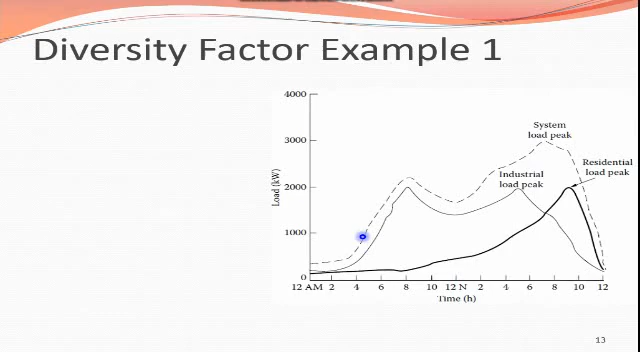 Diversity Factor Example 1
4000
3000
2000
1000
0
Load (kW)
System
load peak
Industrial
load peak
Residential
load peak
12 AM 2 4 6 8 10 12 N 2 4 6 8 10 12
Time (h)
13